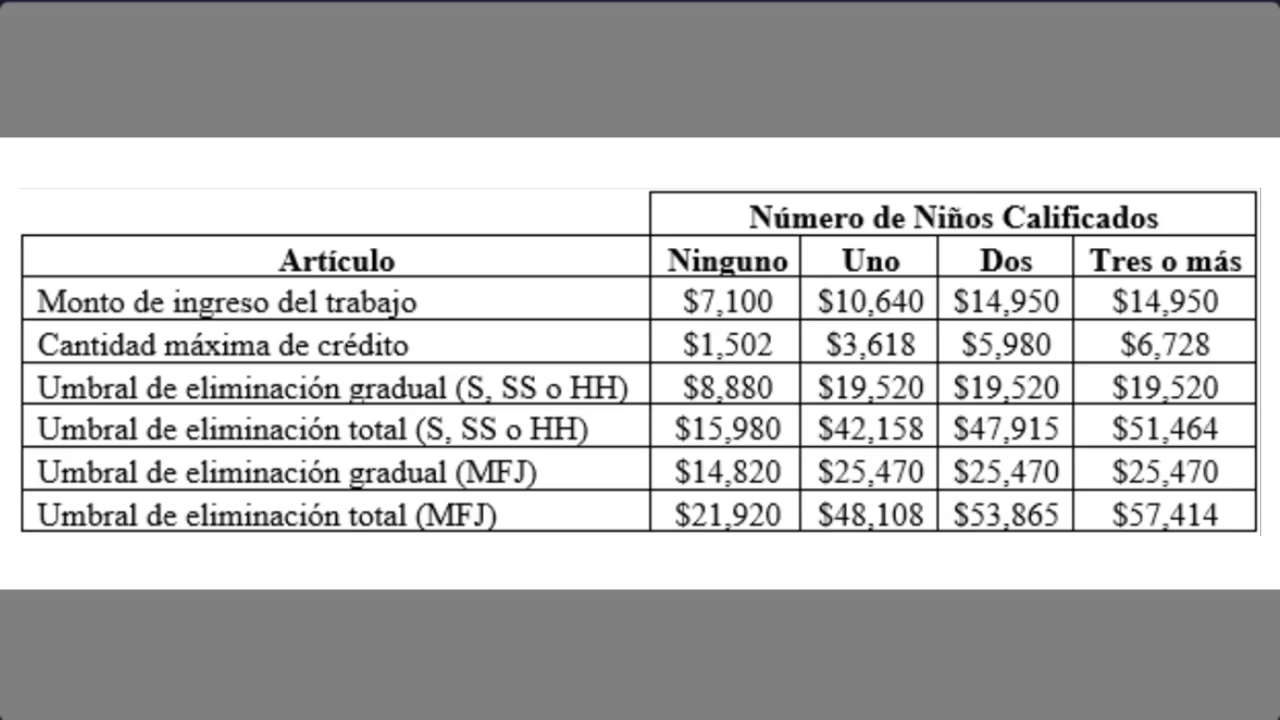 Número de Niños Calificados
Artículo Ninguno Uno Dos Tres o más
Monto de ingreso del trabajo $7,100 $10,640 $14,950 $14,950
Cantidad máxima de crédito $1,502 $3,618 $5,980 $6,728
Umbral de eliminación gradual (S, SS o HH) $8,880 $19,520 $19,520 $19,520
Umbral de eliminación total (S, SS o HH) $15,980 $42,158 $47,915 $51,464
Umbral de eliminación gradual (MFJ) $14,820 $25,470 $25,470 $25,470
Umbral de eliminación total (MFJ) $21,920 $48,108 $53,865 $57,414